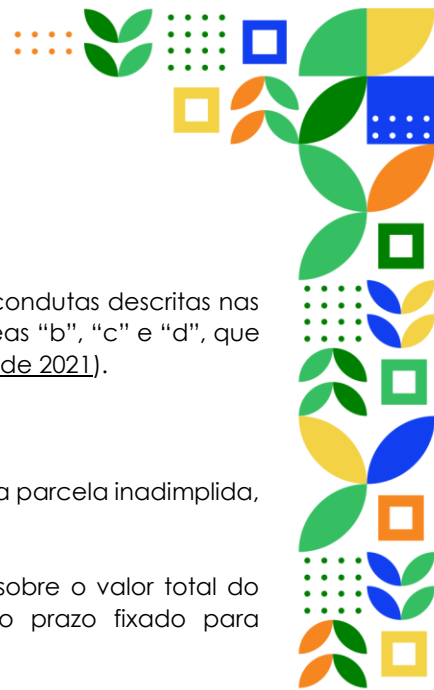 condutas descritas nas
eas “b”, “c” e “d”, que
de 2021).
a parcela inadimplida,
sobre o valor total do
o prazo fixado para